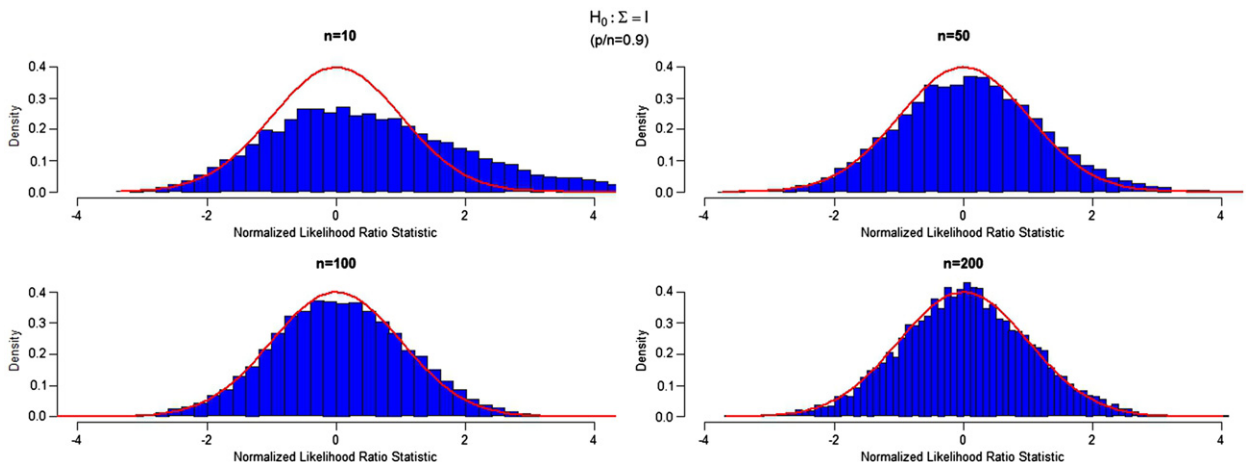 H₀ : Σ = I
(p/n=0.9)
n=10
Density
0.4
0.3
0.2
0.1
0.0
-4
-2
0
2
4
Normalized Likelihood Ratio Statistic
n=50
Density
0.4
0.3
0.2
0.1
0.0
-4
-2
0
2
4
Normalized Likelihood Ratio Statistic
n=100
Density
0.4
0.3
0.2
0.1
0.0
-4
-2
0
2
4
Normalized Likelihood Ratio Statistic
n=200
Density
0.4
0.3
0.2
0.1
0.0
-4
-2
0
2
4
Normalized Likelihood Ratio Statistic